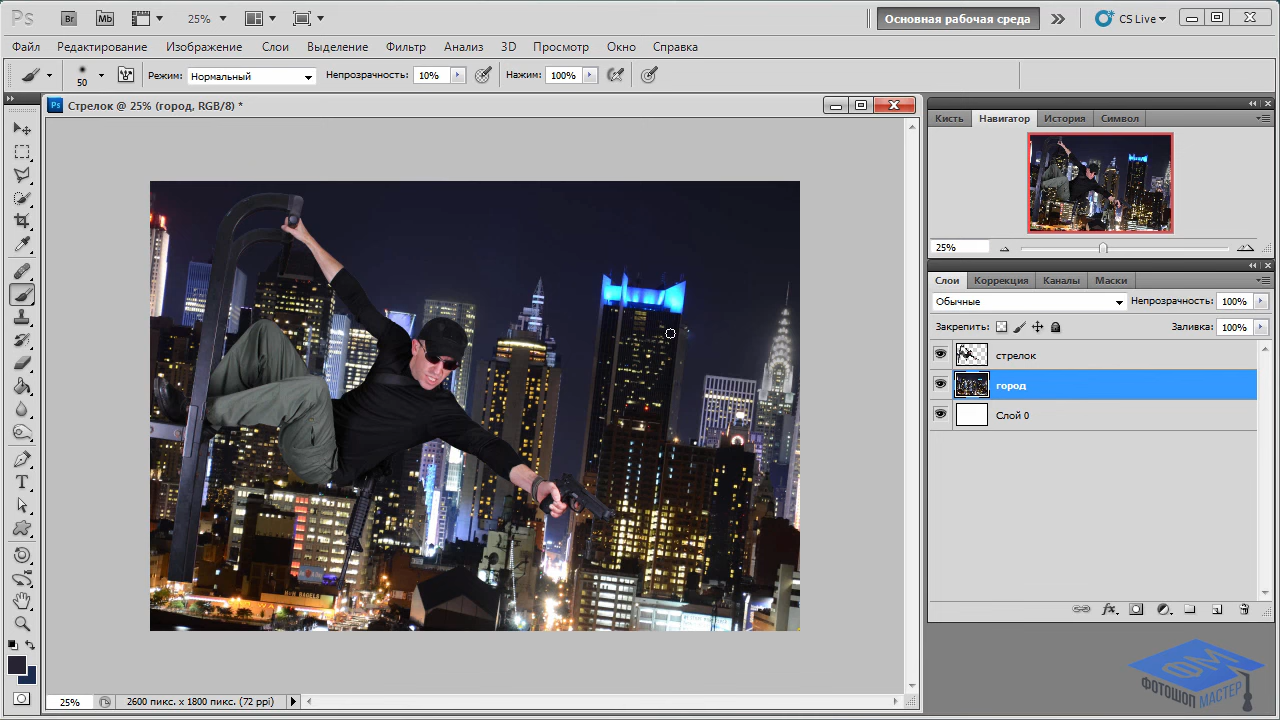 Ps Br Mb 25% Основная рабочая среда CS Live
Файл Редактирование Изображение Слои Выделение Фильтр Анализ 3D Просмотр Окно Справка
50 Режим: Нормальный Непрозрачность: 10% Нажим: 100%
Ps Стрелок @ 25% (город, RGB/8) *
Кисть Навигатор История Символ
25%
Слои Коррекция Каналы Маски
Обычные Непрозрачность: 100%
Закрепить: Заливка: 100%
стрелок
город
Слой 0
H&H BAGELS
25% 2600 пикс. x 1800 пикс. (72 ppi)
ФМ
ФОТОШОП МАСТЕР